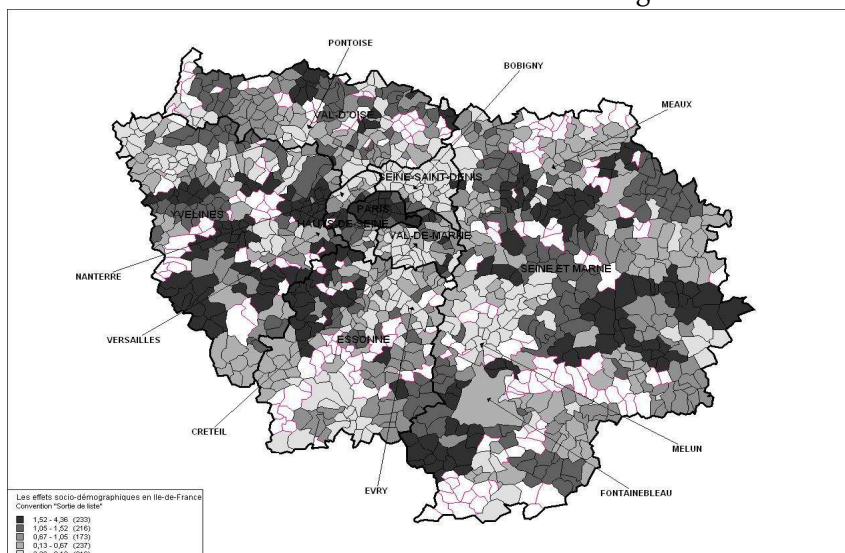 PONTOISE
BOBIGNY
MEAUX
VAL-D'OISE
SEINE-SAINT-DENIS
PARIS
YVELINES
HAUTS-DE-SEINE
VAL-DE-MARNE
SEINE ET MARNE
NANTERRE
VERSAILLES
ESSONNE
CRETEIL
MELUN
EVRY
FONTAINEBLEAU
Les effets socio-démographiques en Ile-de-France
Convention "Sortie de liste"
1,52 - 4,36 (233)
1,05 - 1,52 (216)
0,67 - 1,05 (173)
0,13 - 0,67 (237)